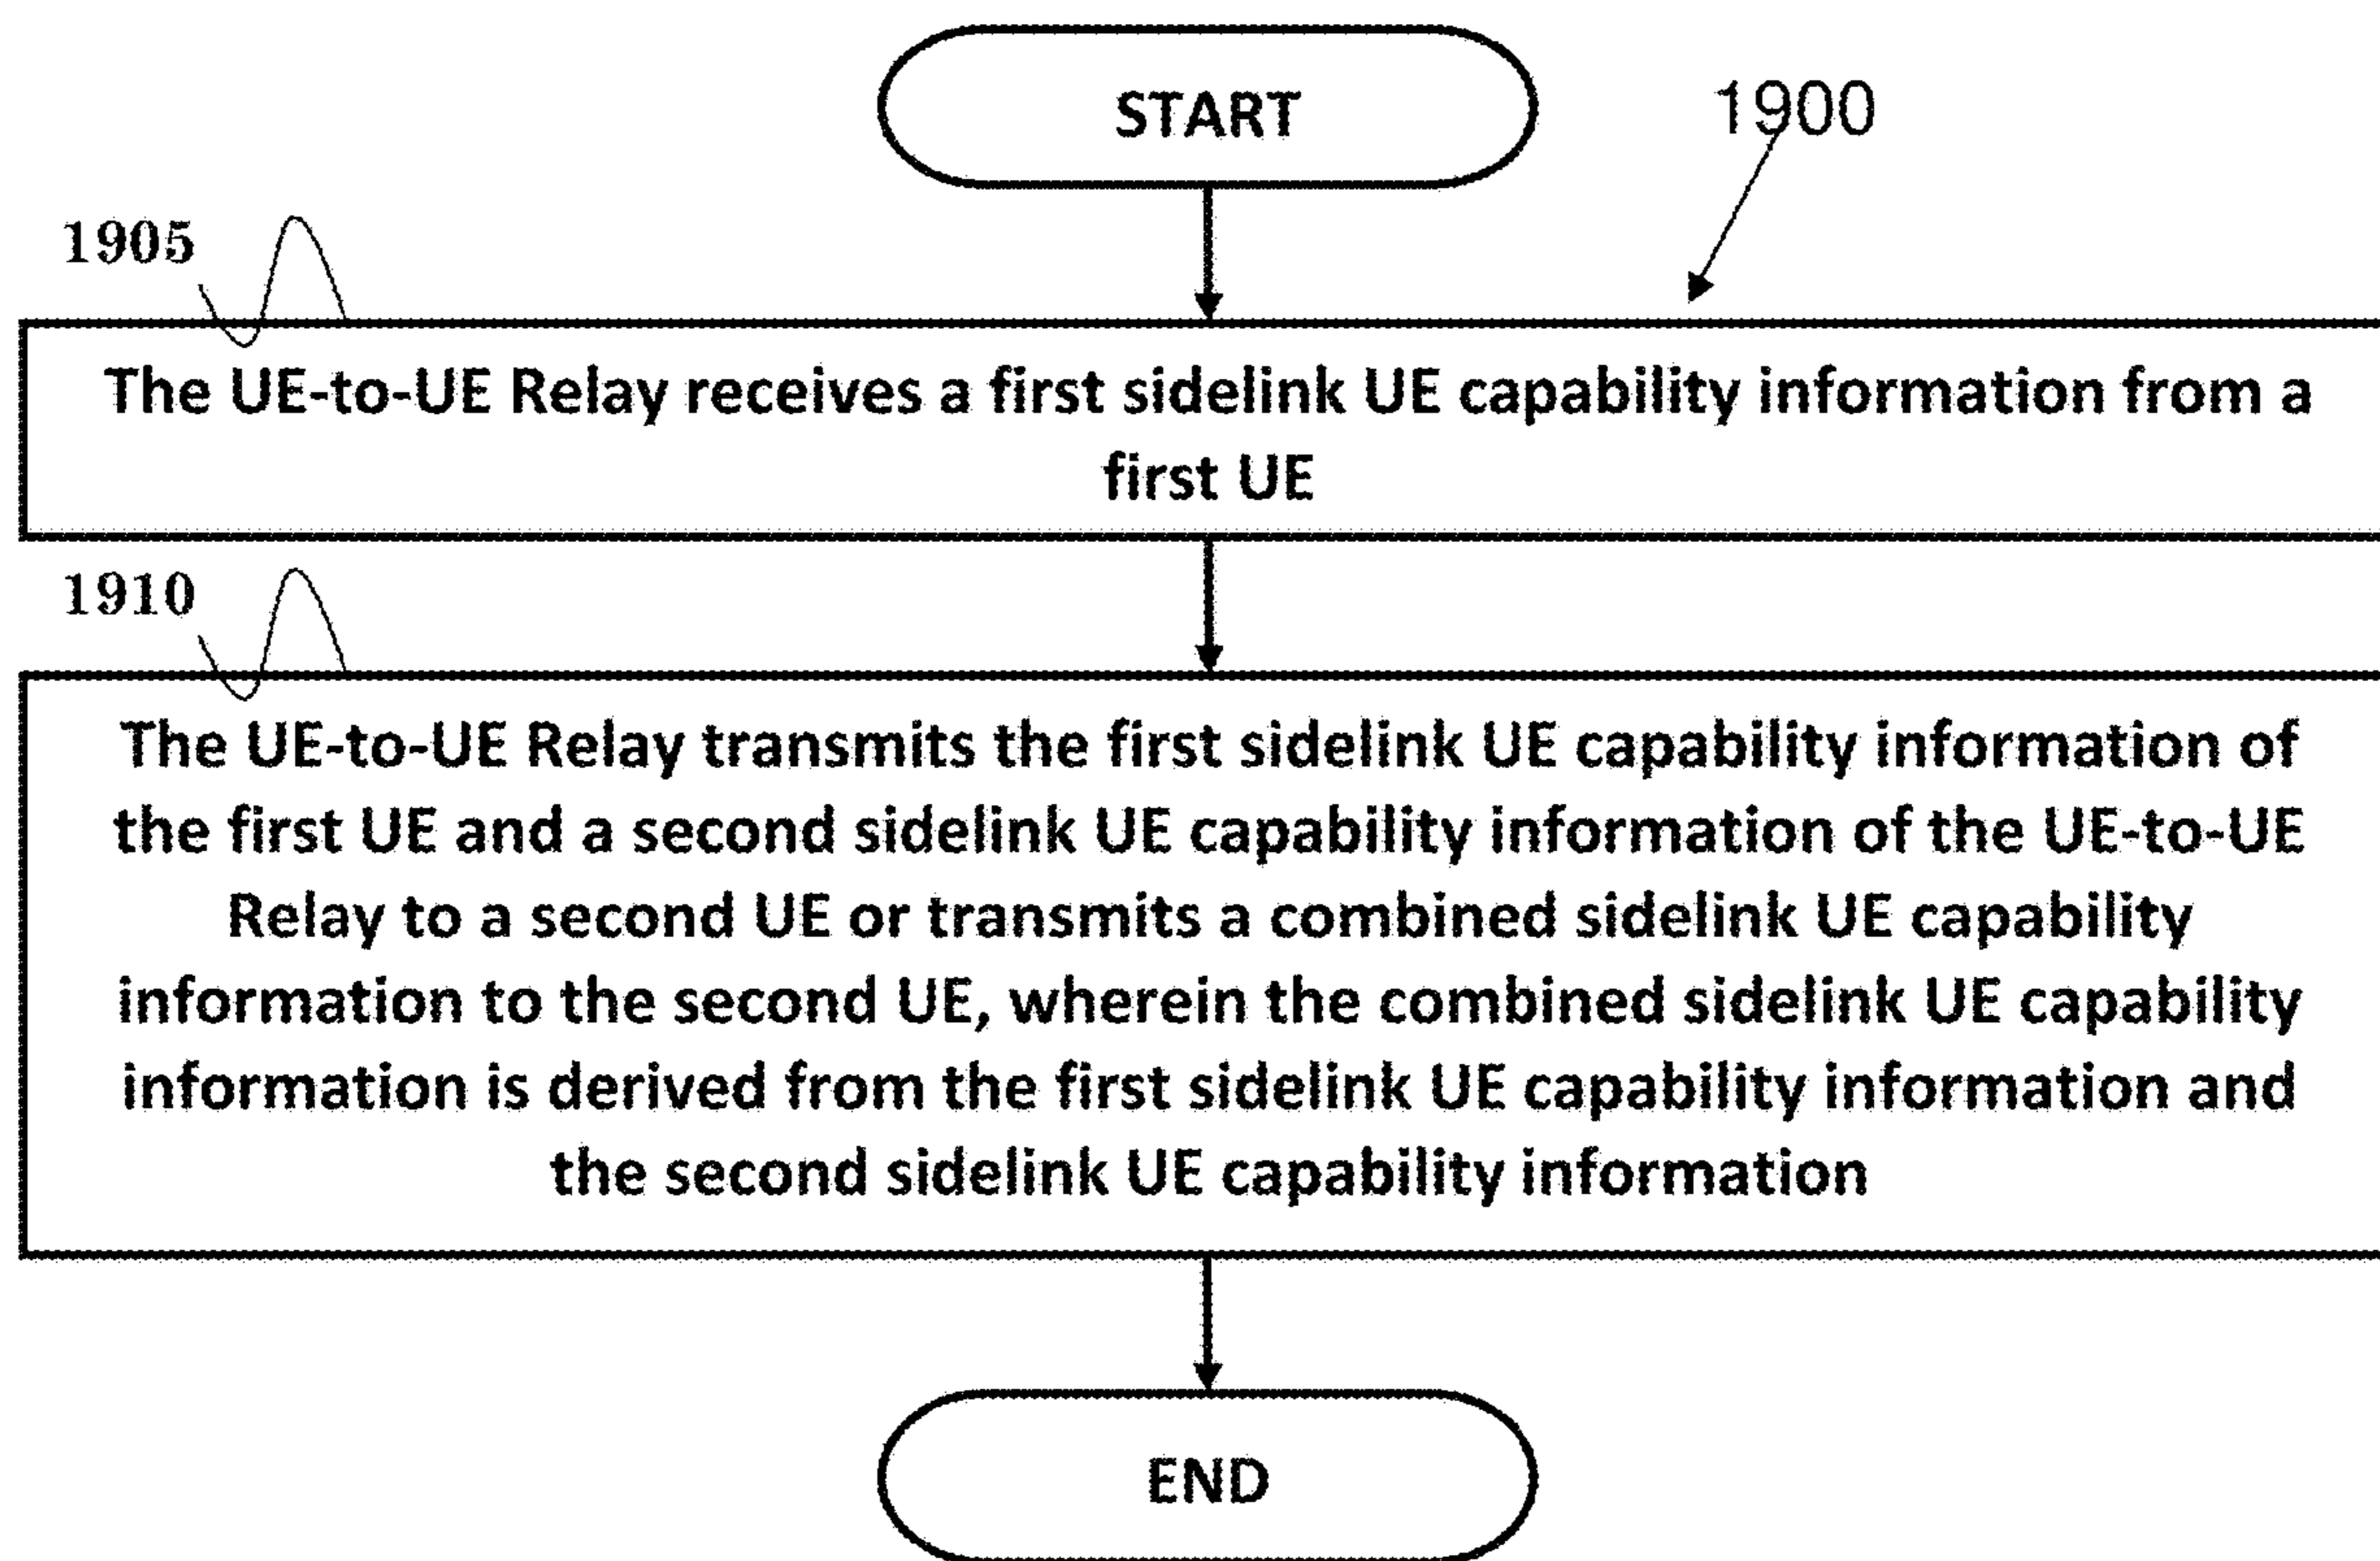 START
1900
1905
The UE-to-UE Relay receives a first sidelink UE capability information from a
first UE
1910
The UE-to-UE Relay transmits the first sidelink UE capability information of
the first UE and a second sidelink UE capability information of the UE-to-UE
Relay to a second UE or transmits a combined sidelink UE capability
information to the second UE, wherein the combined sidelink UE capability
information is derived from the first sidelink UE capability information and
the second sidelink UE capability information
END